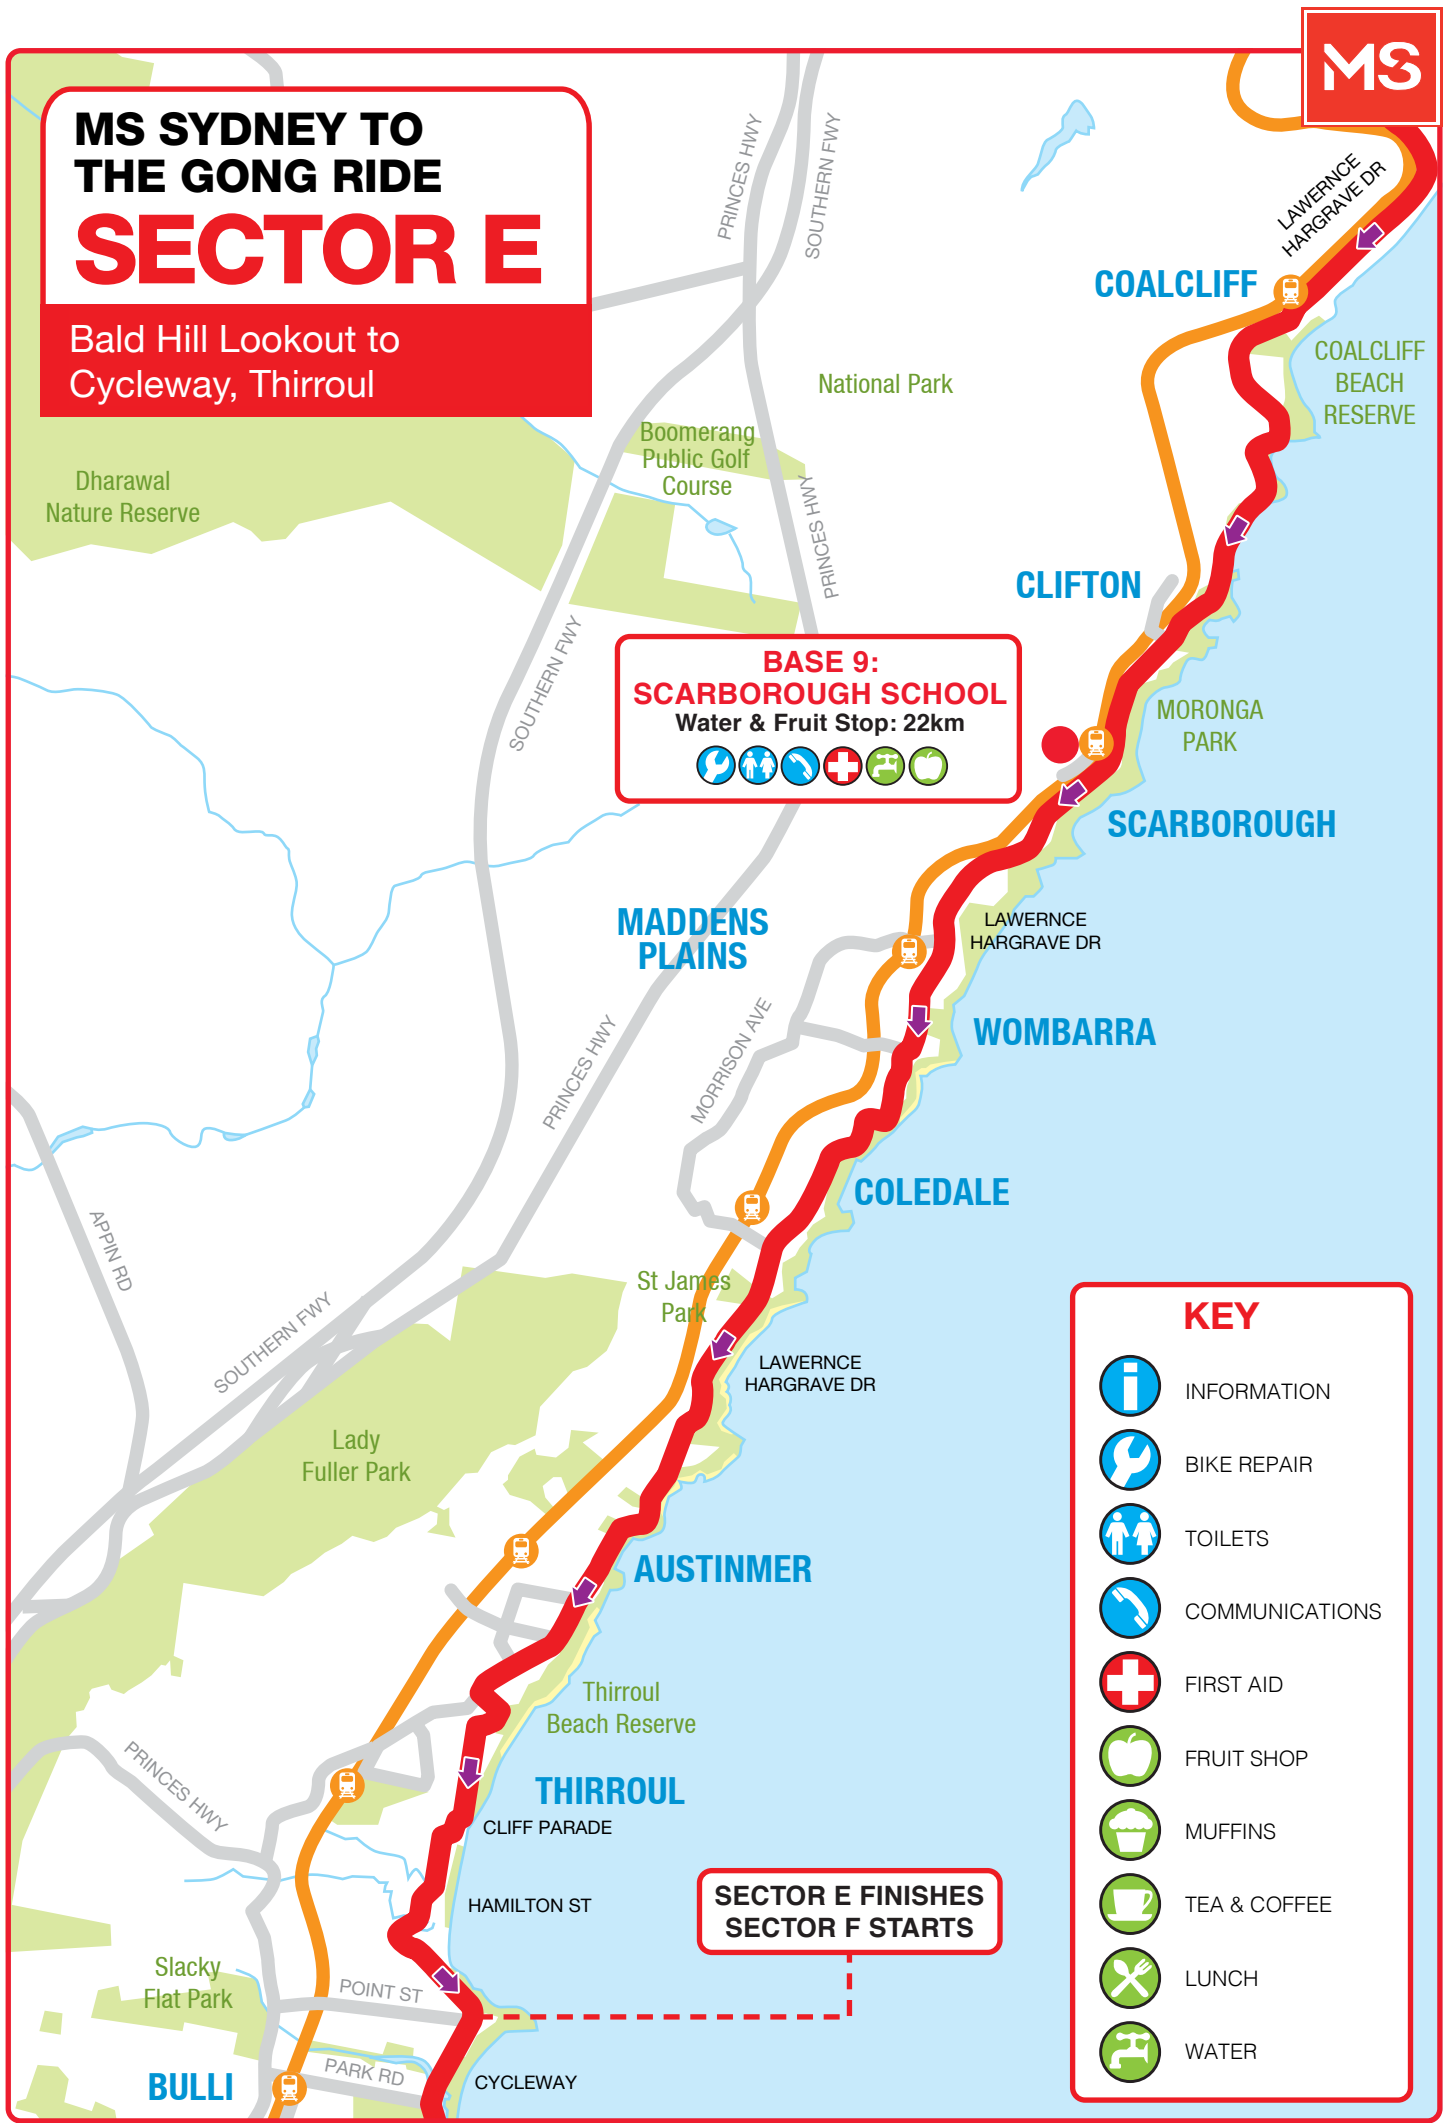 MS
MS SYDNEY TO
THE GONG RIDE
SECTOR E
Bald Hill Lookout to
Cycleway, Thirroul
PRINCES HWY
SOUTHERN FWY
LAWERNCE
HARGRAVE DR
COALCLIFF
COALCLIFF
BEACH
RESERVE
National Park
Boomerang
Public Golf
Course
Dharawal
Nature Reserve
PRINCES HWY
CLIFTON
SOUTHERN FWY
BASE 9:
SCARBOROUGH SCHOOL
Water & Fruit Stop: 22km
MORONGA
PARK
SCARBOROUGH
MADDENS
PLAINS
LAWERNCE
HARGRAVE DR
WOMBARRA
MORRISON AVE
PRINCES HWY
COLEDALE
APPIN RD
SOUTHERN FWY
St James
Park
LAWERNCE
HARGRAVE DR
Lady
Fuller Park
AUSTINMER
Thirroul
Beach Reserve
PRINCES HWY
THIRROUL
CLIFF PARADE
HAMILTON ST
SECTOR E FINISHES
SECTOR F STARTS
Slacky
Flat Park
POINT ST
PARK RD
BULLI
CYCLEWAY
KEY
INFORMATION
BIKE REPAIR
TOILETS
COMMUNICATIONS
FIRST AID
FRUIT SHOP
MUFFINS
TEA & COFFEE
LUNCH
WATER